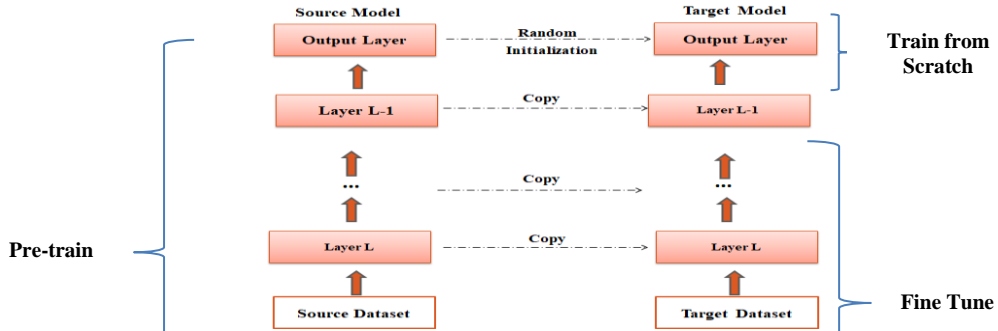 Source Model
Target Model
Output Layer
Random
Initialization
Output Layer
Train from
Scratch
Layer L-1
Copy
Layer L-1
...
Copy
...
Pre-train
Layer L
Copy
Layer L
Source Dataset
Target Dataset
Fine Tune